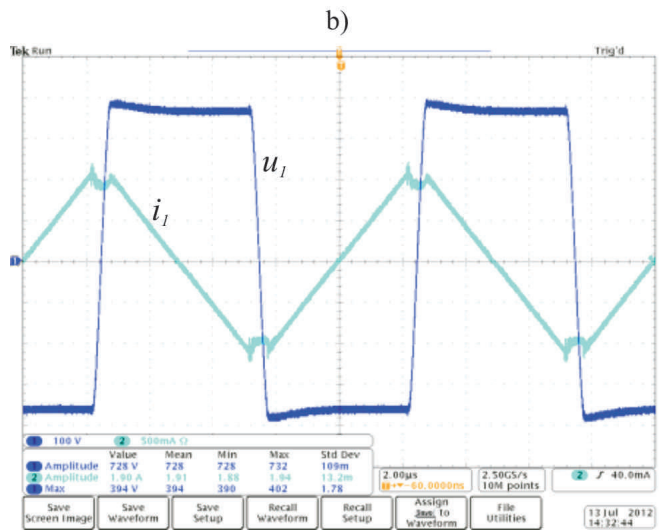 b)
Tek Run Trig'd
u1
i1
1 100 V 2 500mA Ω
Value Mean Min Max Std Dev
1 Amplitude 728 V 728 728 732 109m
2 Amplitude 1.90 A 1.91 1.88 1.94 13.2m
1 Max 394 V 394 390 402 1.78
2.00µs 2.50GS/s 2 40.0mA
-60.0000ns 10M points
Save Screen Image
Save Waveform
Save Setup
Recall Waveform
Recall Setup
Assign Save to Waveform
File Utilities
13 Jul 2012
14:32:44